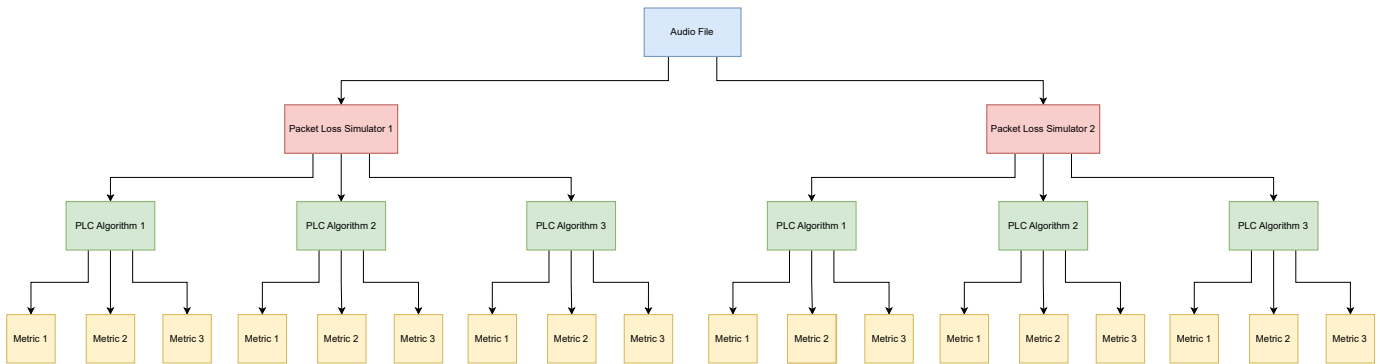 Audio File
Packet Loss Simulator 1
Packet Loss Simulator 2
PLC Algorithm 1
PLC Algorithm 2
PLC Algorithm 3
PLC Algorithm 1
PLC Algorithm 2
PLC Algorithm 3
Metric 1
Metric 2
Metric 3
Metric 1
Metric 2
Metric 3
Metric 1
Metric 2
Metric 3
Metric 1
Metric 2
Metric 3
Metric 1
Metric 2
Metric 3
Metric 1
Metric 2
Metric 3